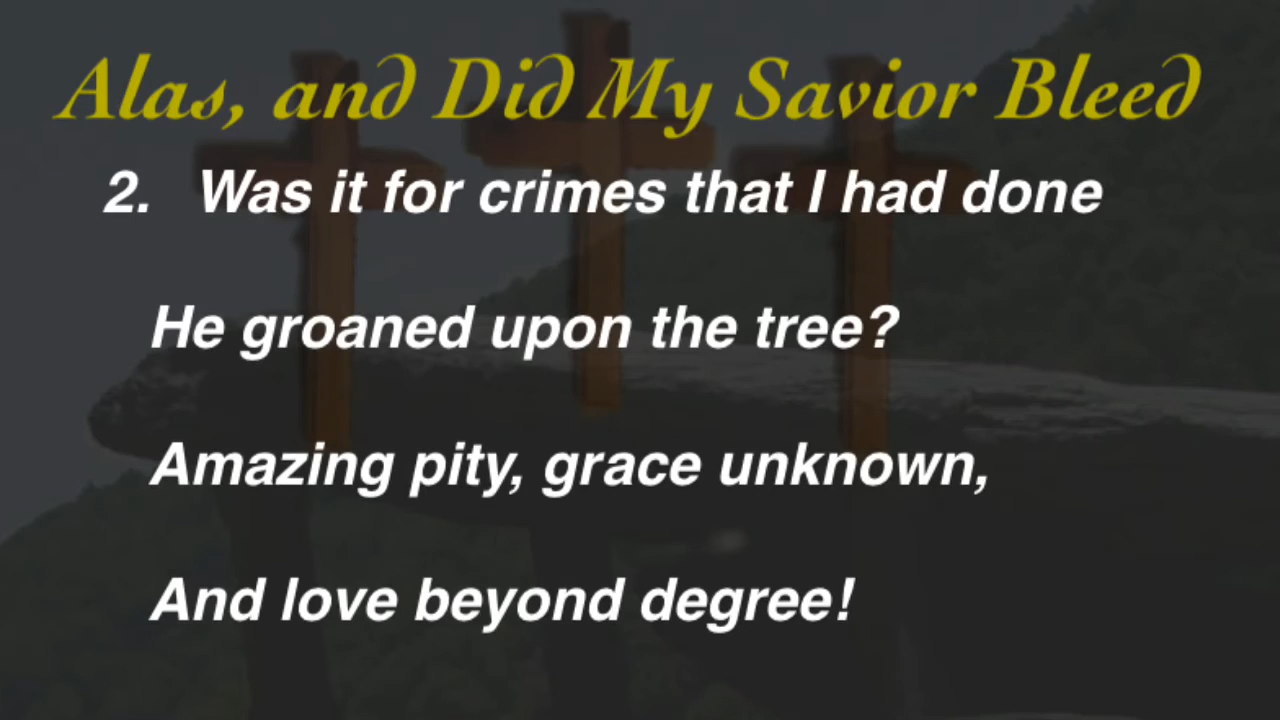 Alas, and Did My Savior Bleed
2. Was it for crimes that I had done
He groaned upon the tree?
Amazing pity, grace unknown,
And love beyond degree!